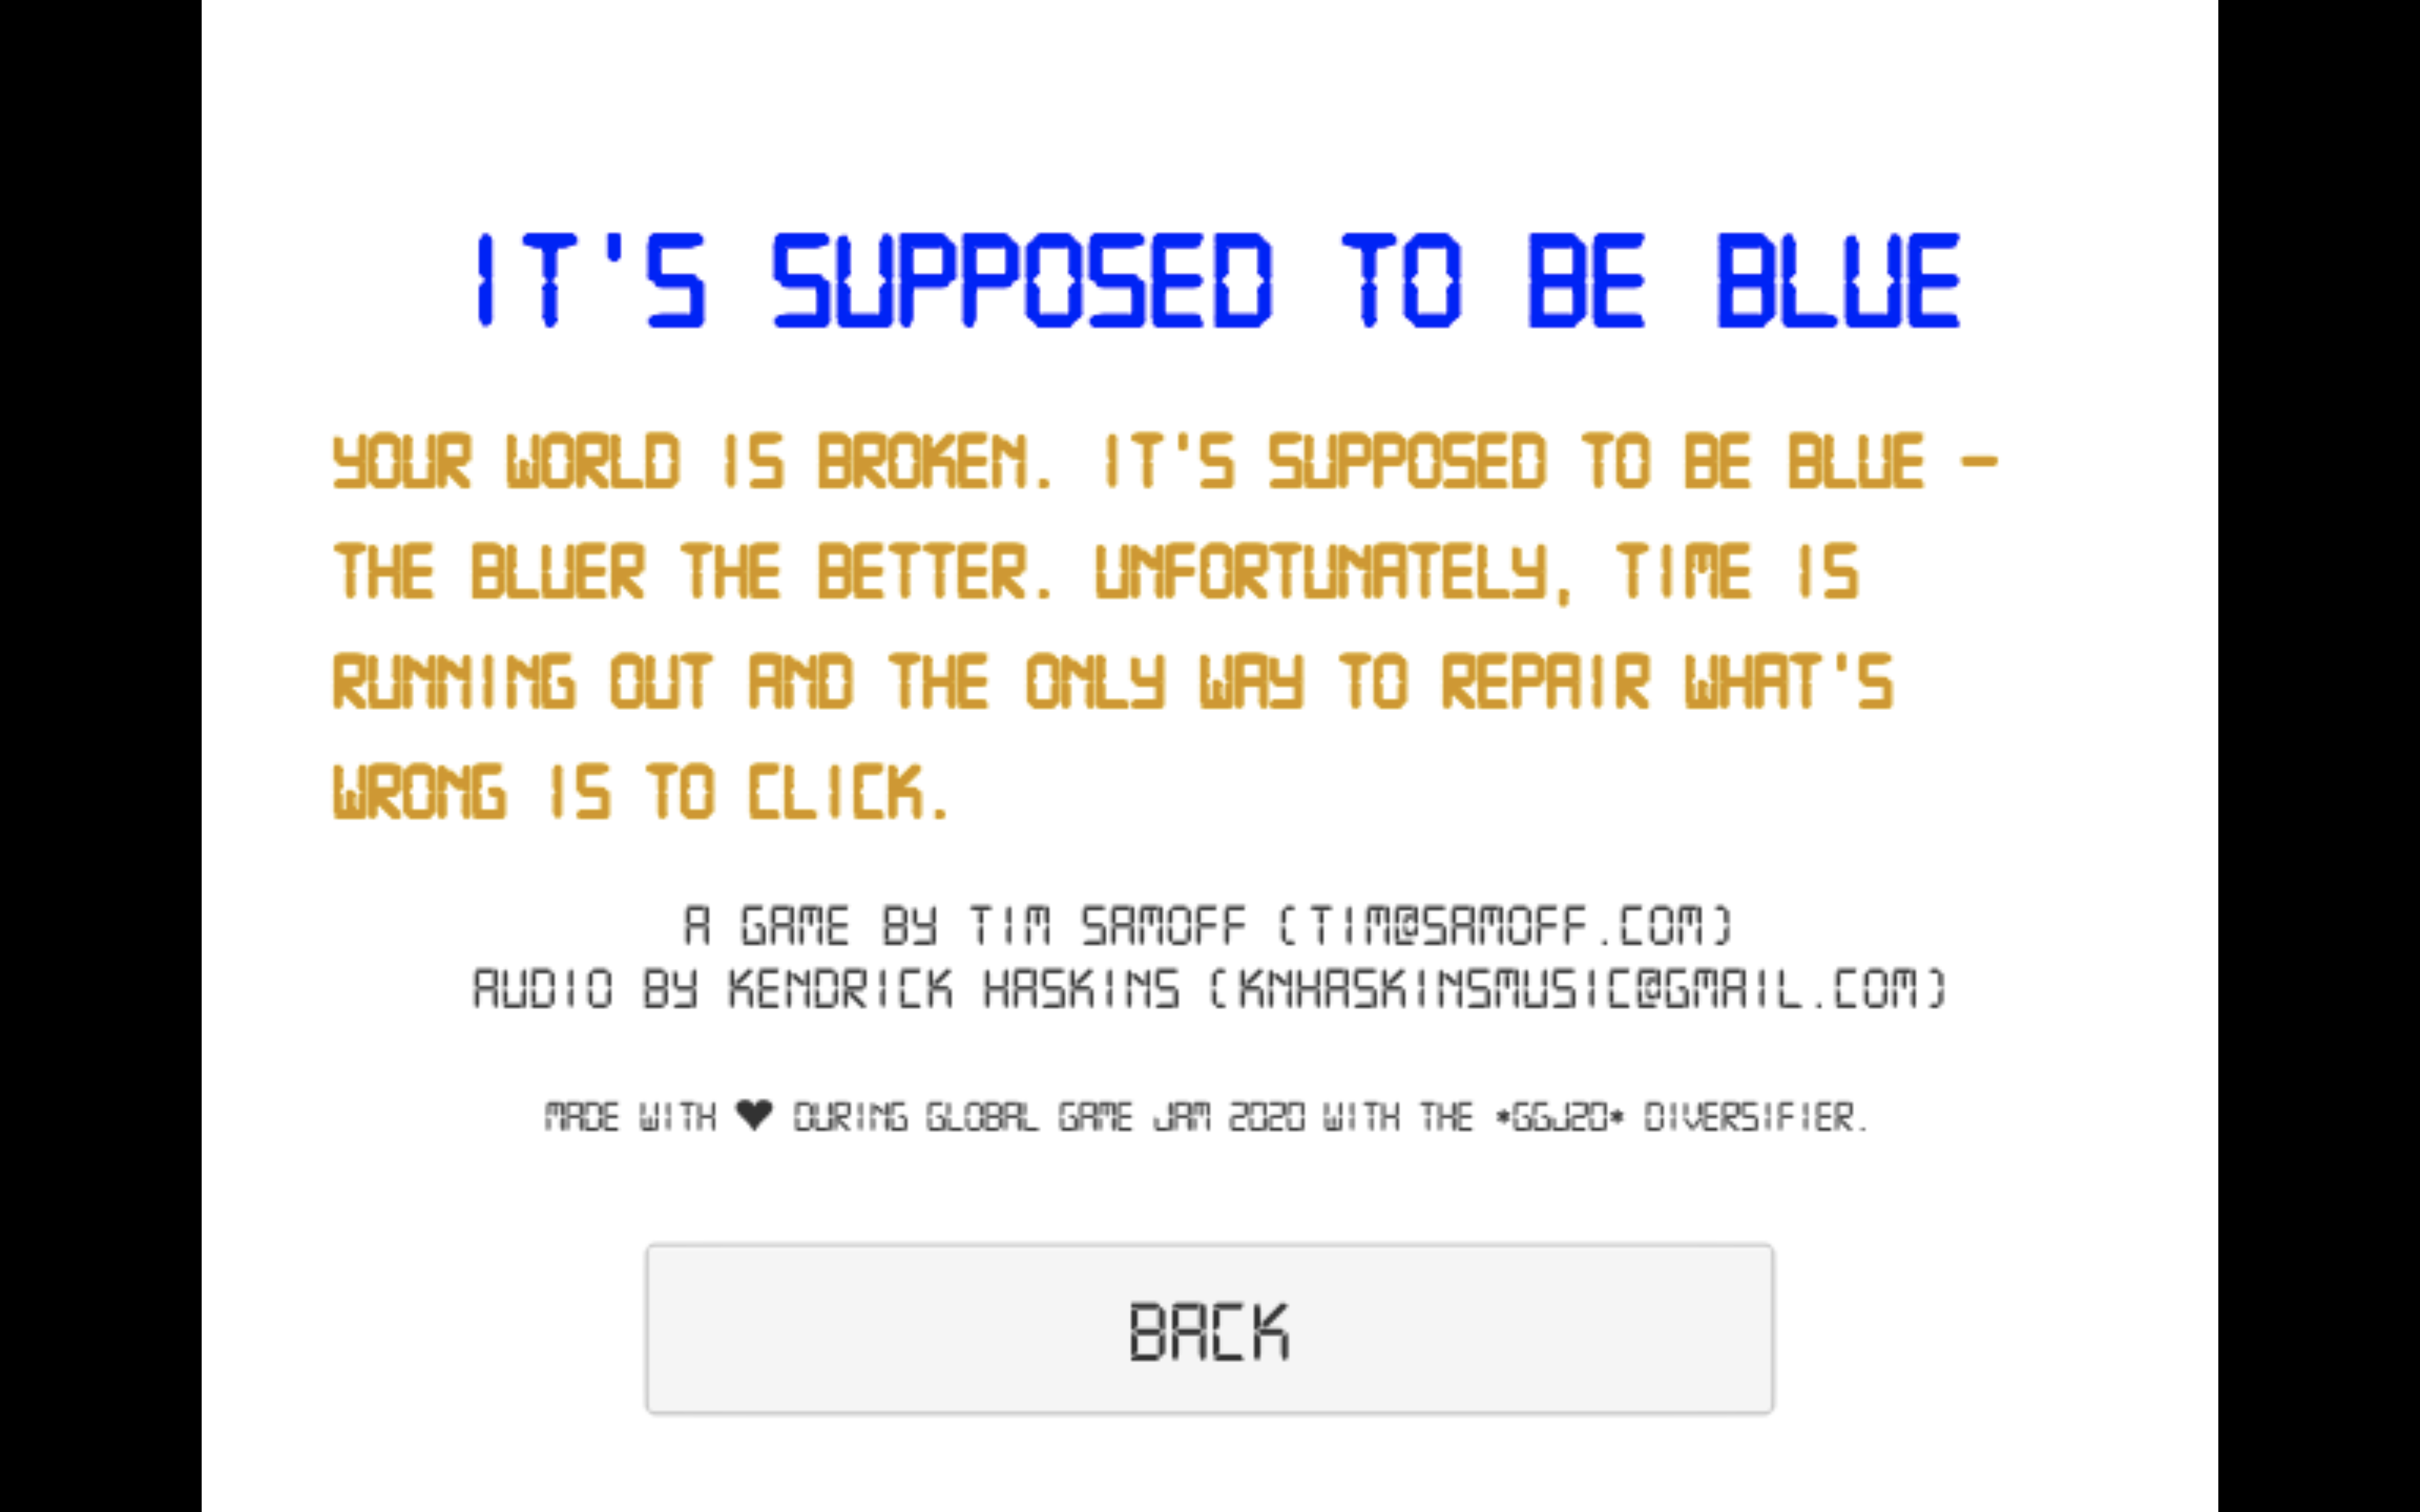 IT'S SUPPOSED TO BE BLUE
YOUR WORLD IS BROKEN. IT'S SUPPOSED TO BE BLUE -
THE BLUER THE BETTER. UNFORTUNATELY, TIME IS
RUNNING OUT AND THE ONLY WAY TO REPAIR WHAT'S
WRONG IS TO CLICK.
A GAME BY TIM SAMOFF (TIM@SAMOFF.COM)
AUDIO BY KENDRICK HASKINS (KNHASKINSMUSIC@GMAIL.COM)
MADE WITH ♥ DURING GLOBAL GAME JAM 2020 WITH THE *GGJ20* DIVERSIFIER.
BACK